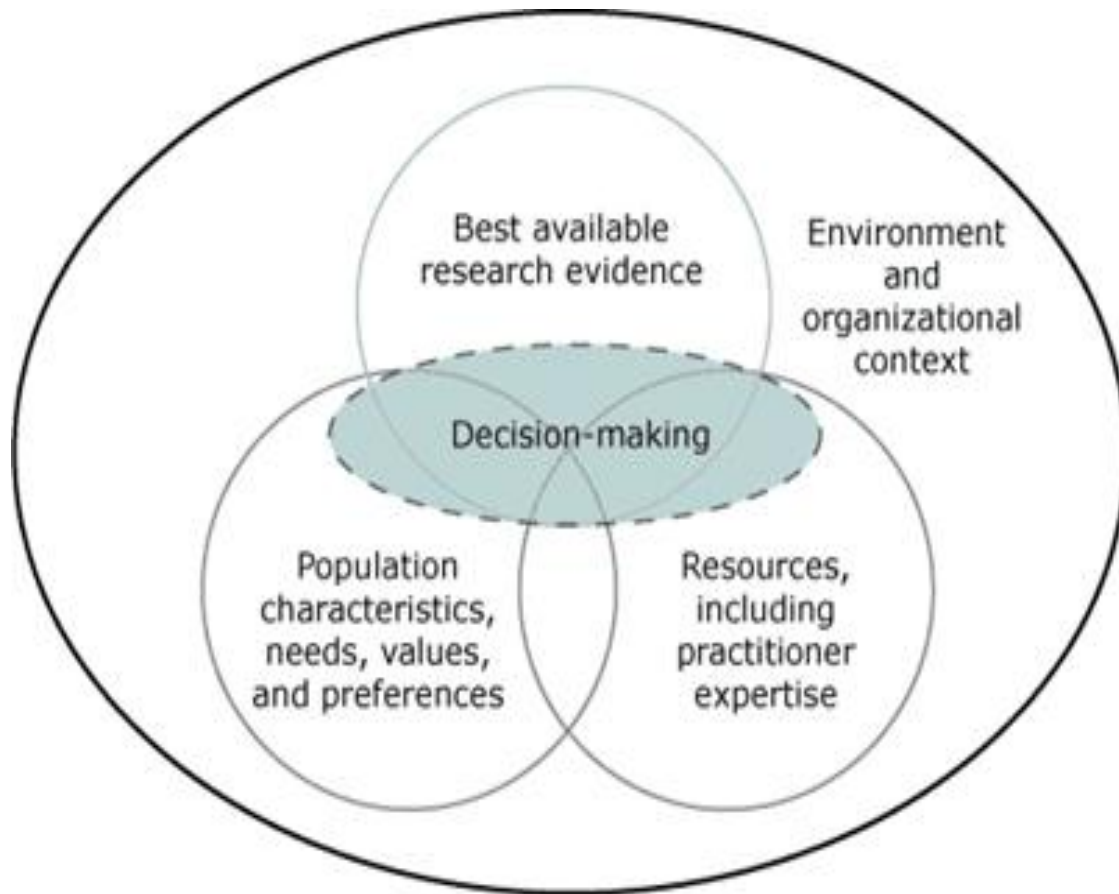 Best available
research evidence
Environment
and
organizational
context
Decision-making
Population
characteristics,
needs, values,
and preferences
Resources,
including
practitioner
expertise